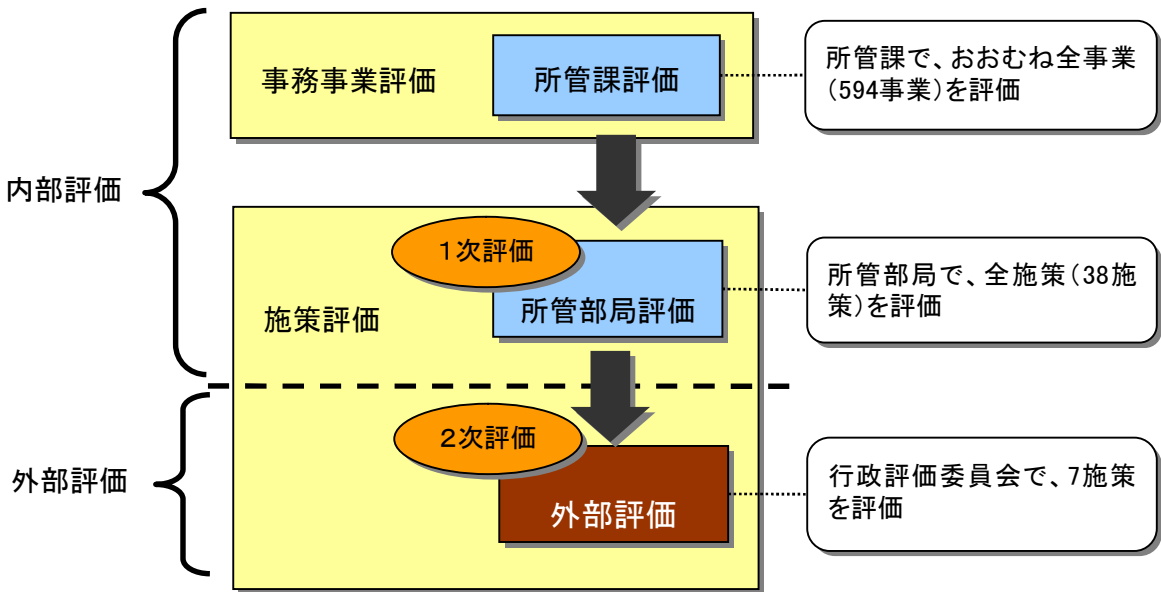 事務事業評価
所管課評価
所管課で、おおむね全事業
(594事業)を評価
内部評価
1次評価
所管部局評価
施策評価
所管部局で、全施策(38施
策)を評価
2次評価
外部評価
外部評価
行政評価委員会で、7施策
を評価